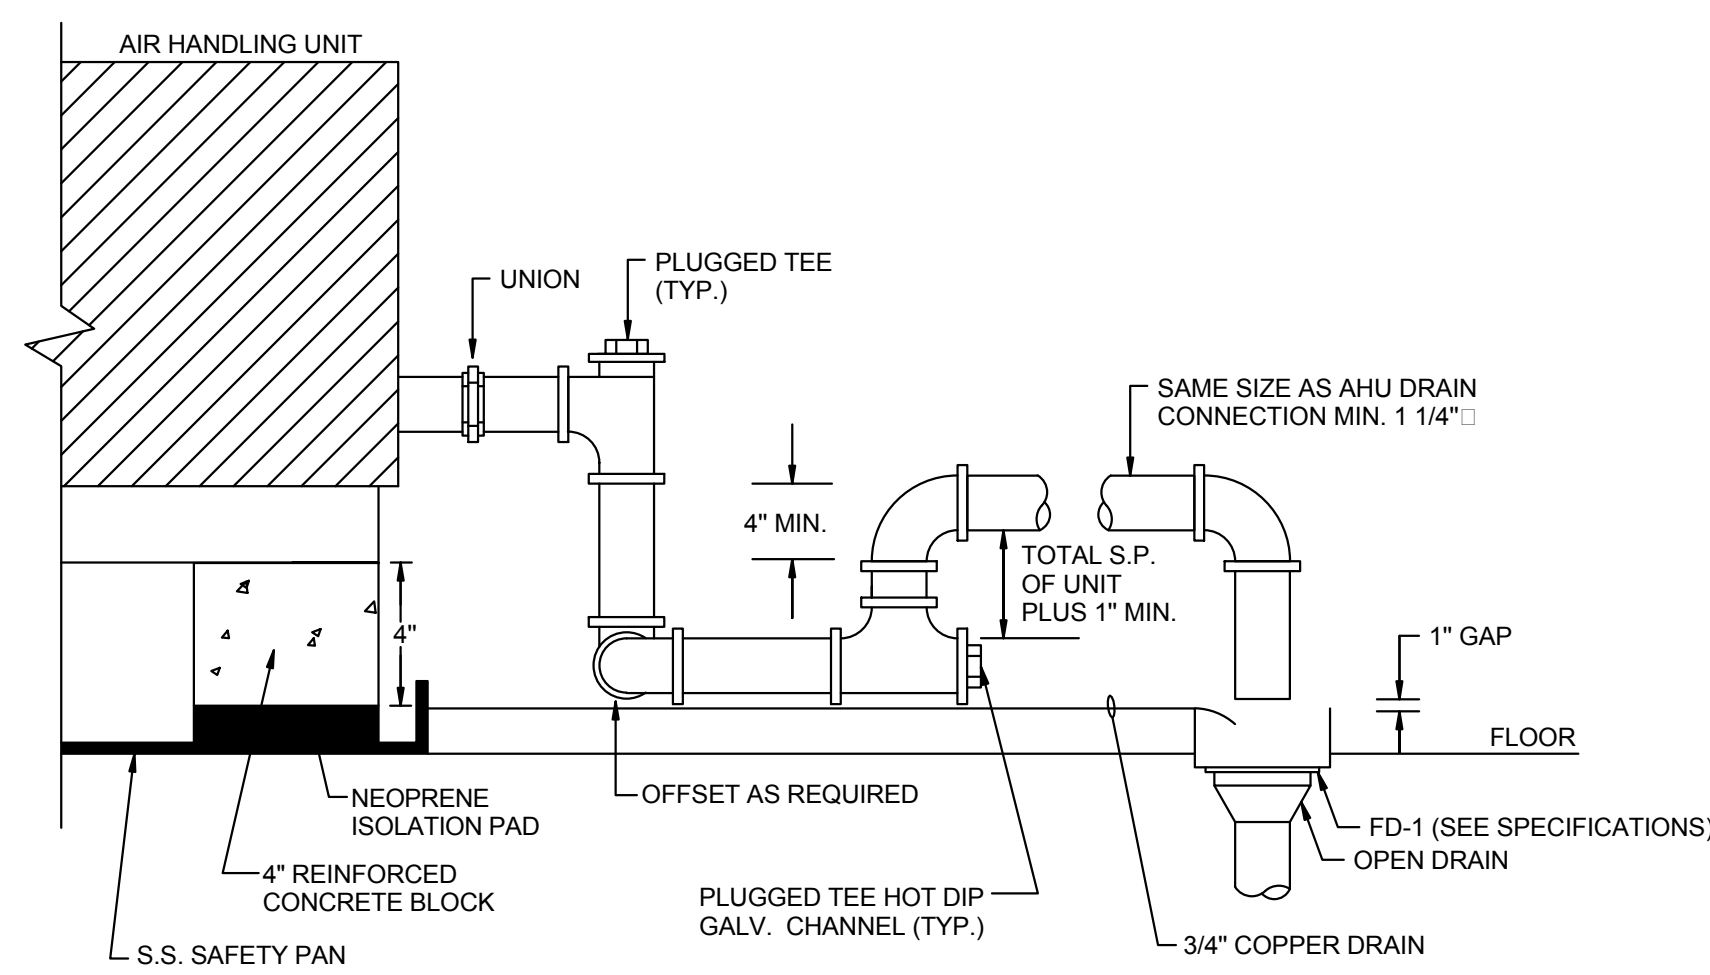 AIR HANDLING UNIT
UNION
PLUGGED TEE
(TYP.)
SAME SIZE AS AHU DRAIN
CONNECTION MIN. 1 1/4"□
4" MIN.
TOTAL S.P.
OF UNIT
PLUS 1" MIN.
4"
1" GAP
FLOOR
OFFSET AS REQUIRED
NEOPRENE
ISOLATION PAD
FD-1 (SEE SPECIFICATIONS)
OPEN DRAIN
4" REINFORCED
CONCRETE BLOCK
PLUGGED TEE HOT DIP
GALV. CHANNEL (TYP.)
3/4" COPPER DRAIN
S.S. SAFETY PAN